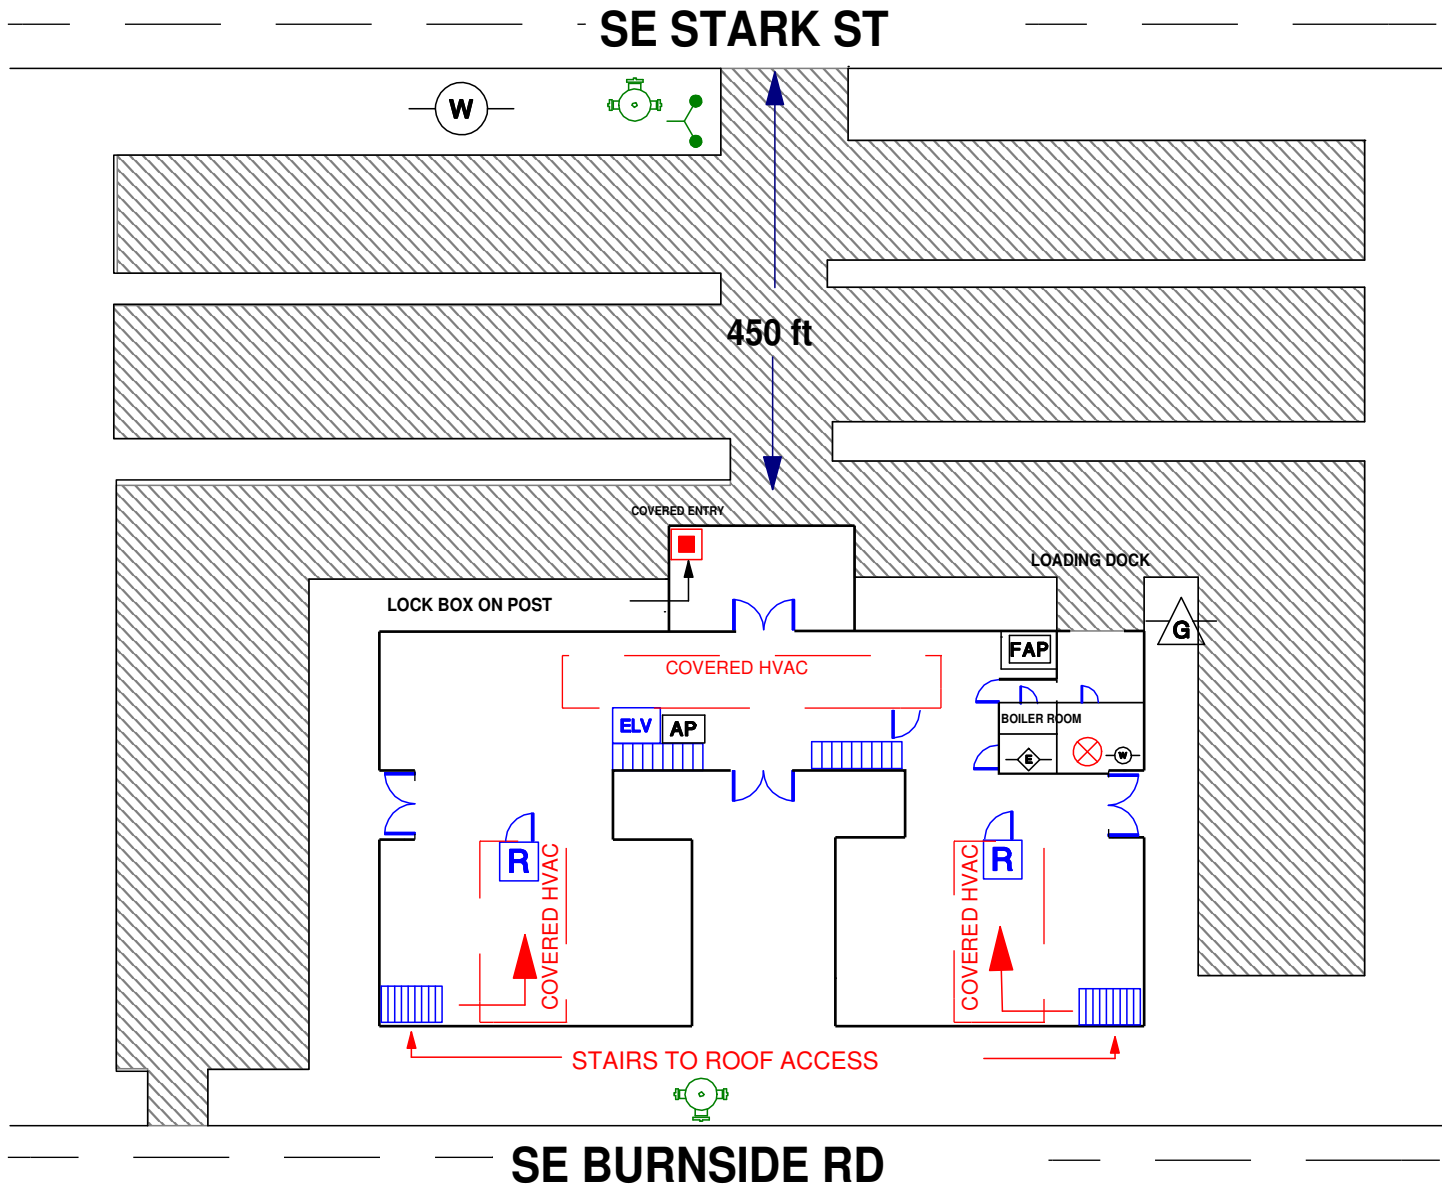 SE STARK ST
W
450 ft
COVERED ENTRY
LOADING DOCK
LOCK BOX ON POST
G
FAP
COVERED HVAC
ELV
AP
BOILER ROOM
E
W
R
COVERED HVAC
R
COVERED HVAC
STAIRS TO ROOF ACCESS
SE BURNSIDE RD